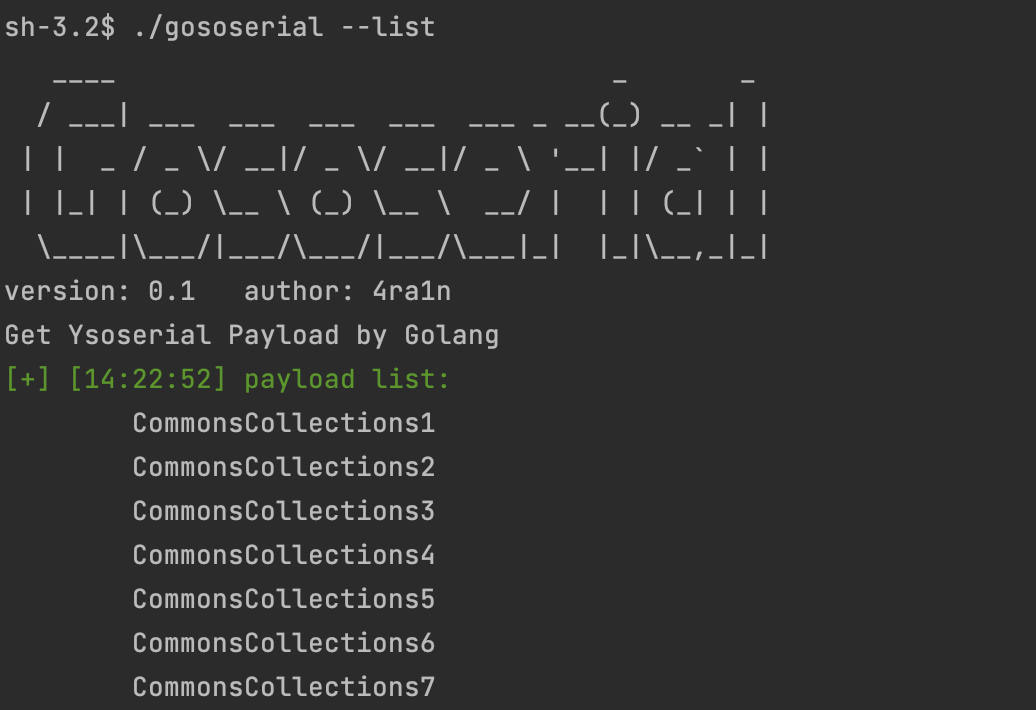 sh-3.2$ ./gososerial --list
   ____                               _       _
  / ___| ___  ___  ___  ___  ___ _ __(_) __ _| |
 | |  _ / _ \/ __|/ _ \/ __|/ _ \ '__| |/ _` | |
 | |_| | (_) \__ \ (_) \__ \  __/ |  | | (_| | |
  \____|\___/|___/\___/|___/\___|_|  |_|\__,_|_|
version: 0.1   author: 4ra1n
Get Ysoserial Payload by Golang
[+] [14:22:52] payload list:
        CommonsCollections1
        CommonsCollections2
        CommonsCollections3
        CommonsCollections4
        CommonsCollections5
        CommonsCollections6
        CommonsCollections7